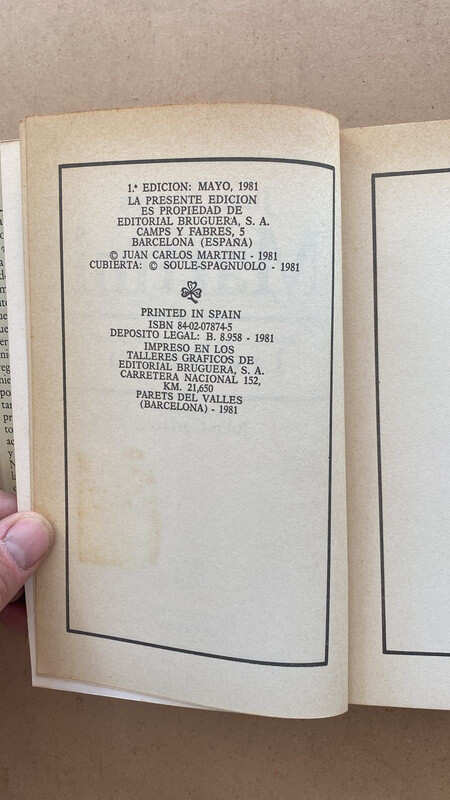 1.ª EDICION: MAYO, 1981
LA PRESENTE EDICION
ES PROPIEDAD DE
EDITORIAL BRUGUERA, S. A.
CAMPS Y FABRES, 5
BARCELONA (ESPAÑA)
© JUAN CARLOS MARTINI - 1981
CUBIERTA: © SOULE-SPAGNUOLO - 1981
PRINTED IN SPAIN
ISBN 84-02-07874-5
DEPOSITO LEGAL: B. 8.958 - 1981
IMPRESO EN LOS
TALLERES GRAFICOS DE
EDITORIAL BRUGUERA, S. A.
CARRETERA NACIONAL 152,
KM. 21,650
PARETS DEL VALLES
(BARCELONA) - 1981